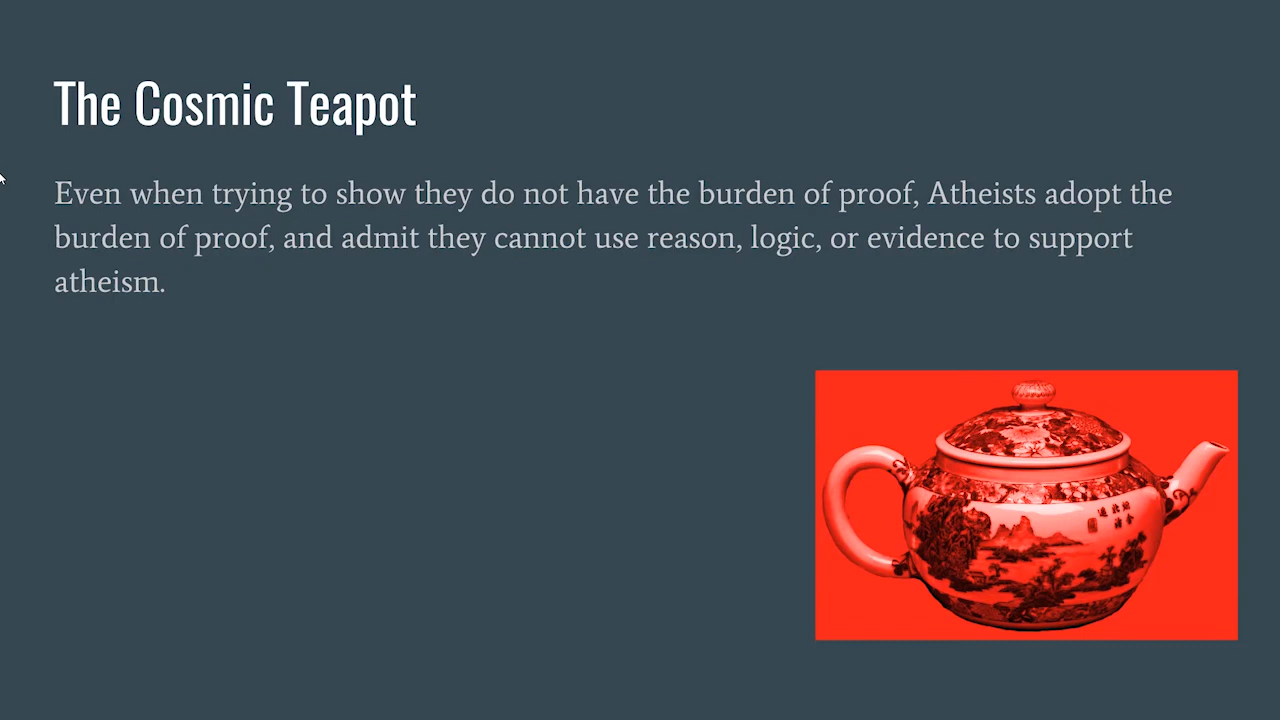 The Cosmic Teapot
Even when trying to show they do not have the burden of proof, Atheists adopt the
burden of proof, and admit they cannot use reason, logic, or evidence to support
atheism.